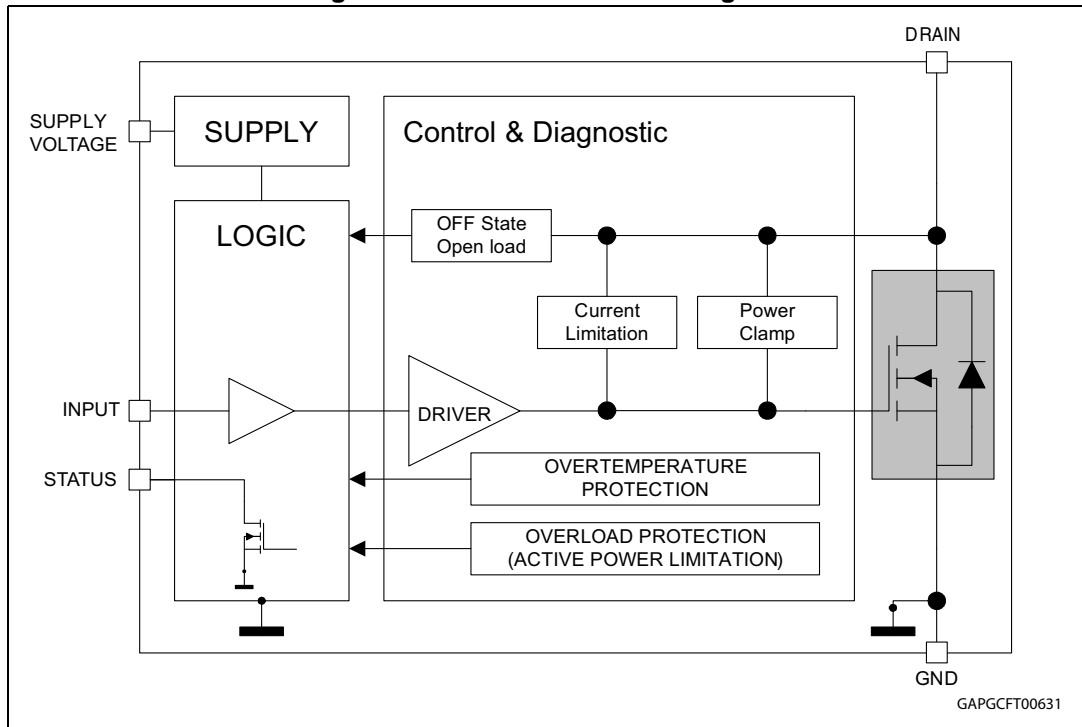 DRAIN
SUPPLY
VOLTAGE
SUPPLY
Control & Diagnostic
LOGIC
OFF State
Open load
Current
Limitation
Power
Clamp
INPUT
DRIVER
STATUS
OVERTEMPERATURE
PROTECTION
OVERLOAD PROTECTION
(ACTIVE POWER LIMITATION)
GND
GAPGCFT00631